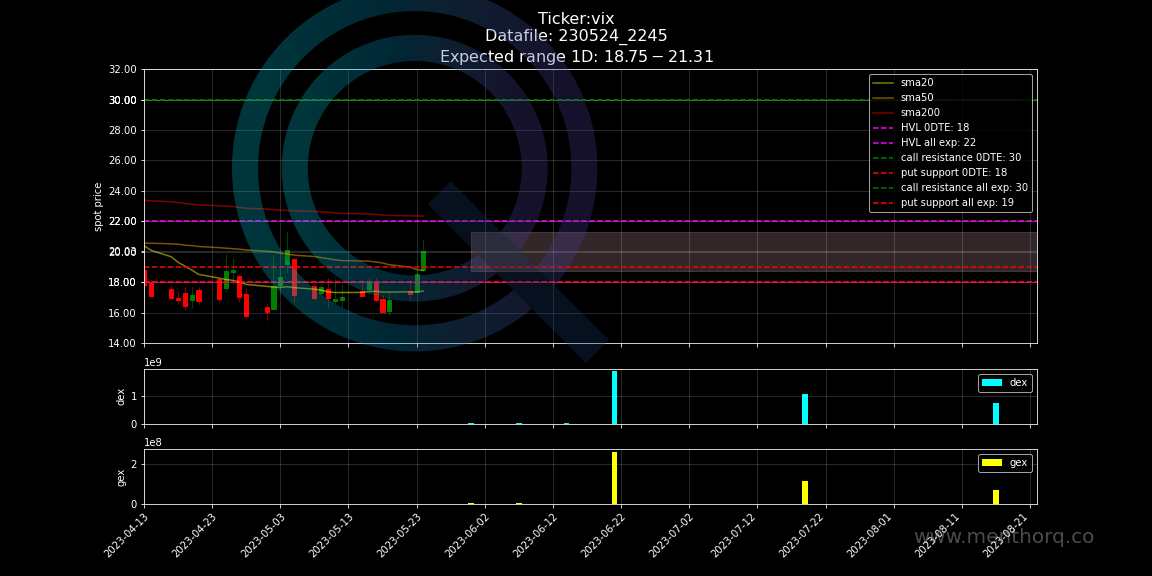 Ticker:vix
Datafile: 230524_2245
Expected range 1D: 18.75 − 21.31
32.00
30.00
28.00
26.00
24.00
22.00
20.00
18.00
16.00
14.00
spot price
sma20
sma50
sma200
HVL 0DTE: 18
HVL all exp: 22
call resistance 0DTE: 30
put support 0DTE: 18
call resistance all exp: 30
put support all exp: 19
1e9
1
0
dex
dex
1e8
2
0
gex
gex
2023-04-13
2023-04-23
2023-05-03
2023-05-13
2023-05-23
2023-06-02
2023-06-12
2023-06-22
2023-07-02
2023-07-12
2023-07-22
2023-08-01
2023-08-11
2023-08-21
www.menthorq.co